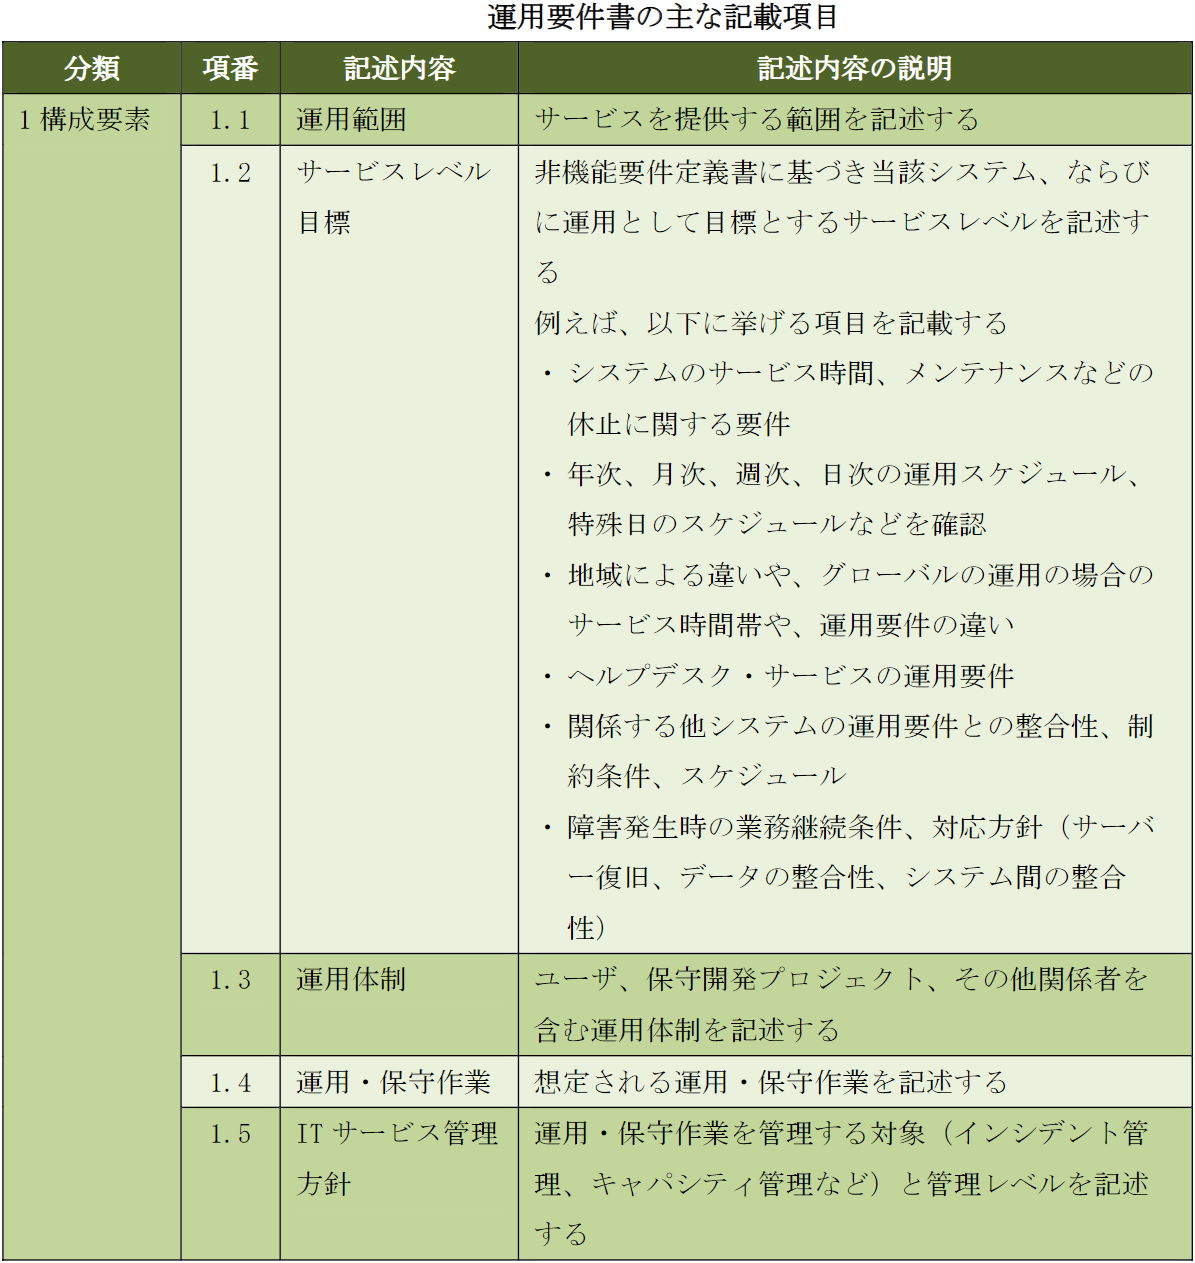 運用要件書の主な記載項目
分類 項番 記述内容 記述内容の説明
1 構成要素 1.1 運用範囲 サービスを提供する範囲を記述する
1.2 サービスレベル 非機能要件定義書に基づき当該システム、ならび
目標 に運用として目標とするサービスレベルを記述す
る
例えば、以下に挙げる項目を記載する
・ システムのサービス時間、メンテナンスなどの
休止に関する要件
・ 年次、月次、週次、日次の運用スケジュール、
特殊日のスケジュールなどを確認
・ 地域による違いや、グローバルの運用の場合の
サービス時間帯や、運用要件の違い
・ ヘルプデスク・サービスの運用要件
・ 関係する他システムの運用要件との整合性、制
約条件、スケジュール
・ 障害発生時の業務継続条件、対応方針（サーバ
ー復旧、データの整合性、システム間の整合
性）
1.3 運用体制 ユーザ、保守開発プロジェクト、その他関係者を
含む運用体制を記述する
1.4 運用・保守作業 想定される運用・保守作業を記述する
1.5 IT サービス管理 運用・保守作業を管理する対象（インシデント管
方針 理、キャパシティ管理など）と管理レベルを記述
する